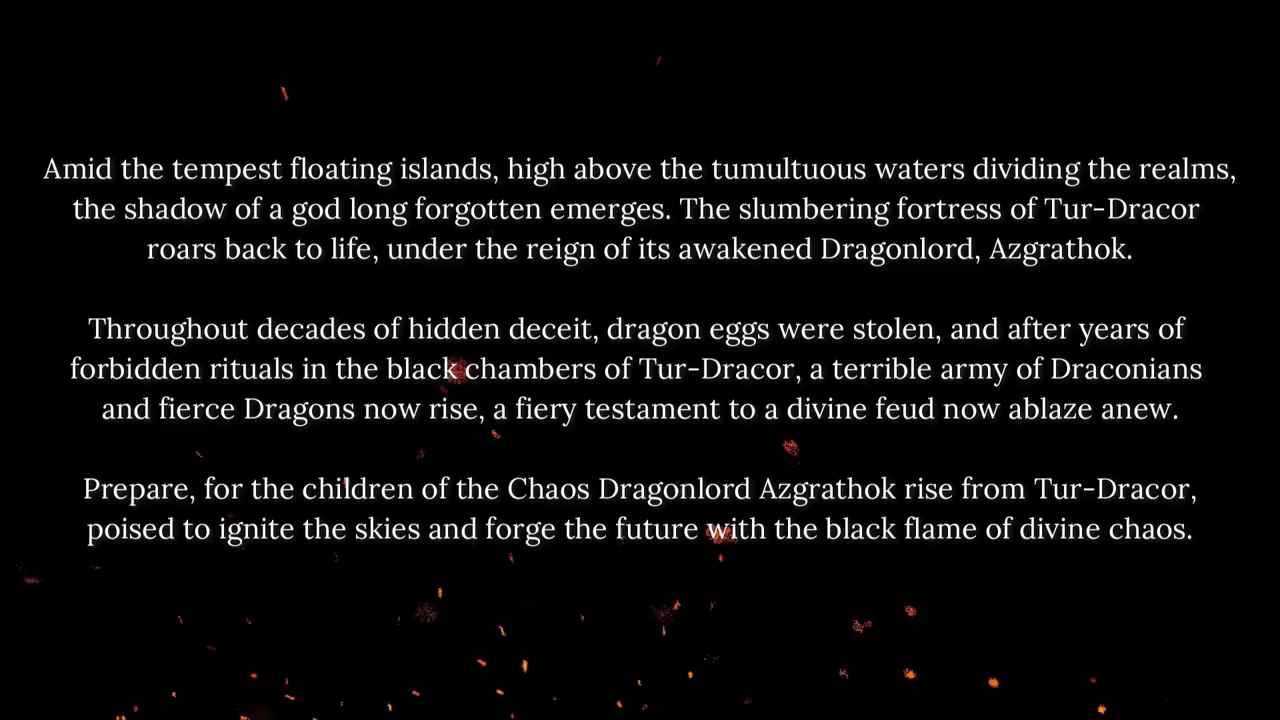 Amid the tempest floating islands, high above the tumultuous waters dividing the realms,
the shadow of a god long forgotten emerges. The slumbering fortress of Tur-Dracor
roars back to life, under the reign of its awakened Dragonlord, Azgrathok.
Throughout decades of hidden deceit, dragon eggs were stolen, and after years of
forbidden rituals in the black chambers of Tur-Dracor, a terrible army of Draconians
and fierce Dragons now rise, a fiery testament to a divine feud now ablaze anew.
Prepare, for the children of the Chaos Dragonlord Azgrathok rise from Tur-Dracor,
poised to ignite the skies and forge the future with the black flame of divine chaos.